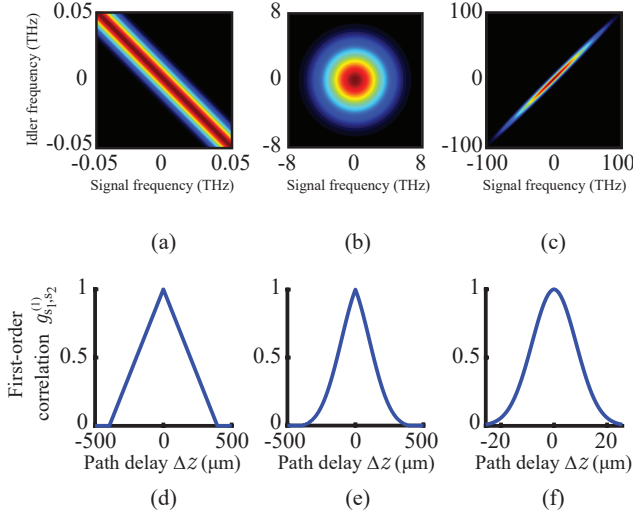 0.05 8 100
Idler frequency (THz)
0 0 0
-0.05 -8 -100
-0.05 0 0.05 -8 0 8 -100 0 100
Signal frequency (THz) Signal frequency (THz) Signal frequency (THz)
(a) (b) (c)
First-order
correlation g^{(1)}_{s_1,s_2}
1 1 1
0.5 0.5 0.5
0 0 0
-500 0 500 -500 0 500 -20 0 20
Path delay Δz (μm) Path delay Δz (μm) Path delay Δz (μm)
(d) (e) (f)